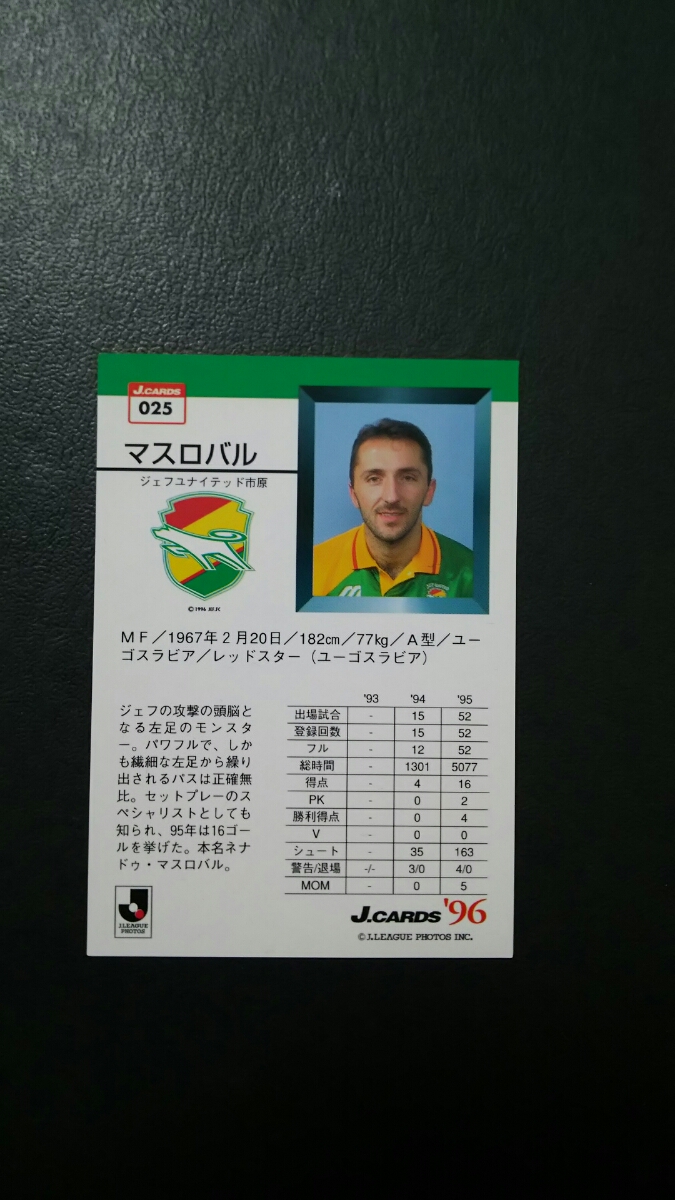 J.CARDS
025
マスロバル
ジェフユナイテッド市原
©1996 JEF.FC
ＭＦ／1967年２月20日／182㎝／77㎏／Ａ型／ユー
ゴスラビア／レッドスター（ユーゴスラビア）
ジェフの攻撃の頭脳と
なる左足のモンスタ
ー。パワフルで、しか
も繊細な左足から繰り
出されるパスは正確無
比。セットプレーのス
ペシャリストとしても
知られ、95年は16ゴー
ルを挙げた。本名ネナ
ドゥ・マスロバル。
'93 '94 '95
出場試合 - 15 52
登録回数 - 15 52
フル - 12 52
総時間 - 1301 5077
得点 - 4 16
PK - 0 2
勝利得点 - 0 4
V - 0 0
シュート - 35 163
警告/退場 -/- 3/0 4/0
MOM - 0 5
J.LEAGUE
PHOTOS
J.CARDS '96
©J.LEAGUE PHOTOS INC.